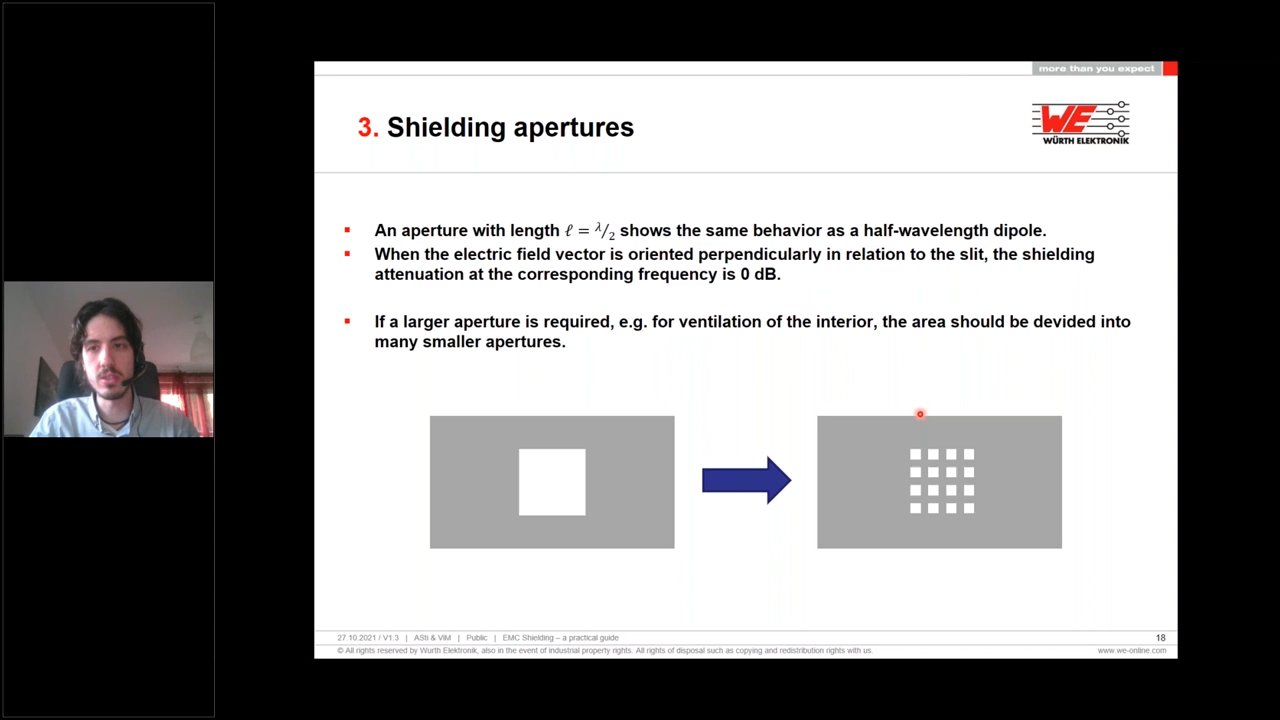 more than you expect
3. Shielding apertures
WE
WÜRTH ELEKTRONIK
▪ An aperture with length ℓ = λ/2 shows the same behavior as a half-wavelength dipole.
▪ When the electric field vector is oriented perpendicularly in relation to the slit, the shielding
attenuation at the corresponding frequency is 0 dB.
▪ If a larger aperture is required, e.g. for ventilation of the interior, the area should be devided into
many smaller apertures.
27.10.2021 / V1.3 | ASti & ViM | Public | EMC Shielding – a practical guide
18
© All rights reserved by Wurth Elektronik, also in the event of industrial property rights. All rights of disposal such as copying and redistribution rights with us.
www.we-online.com